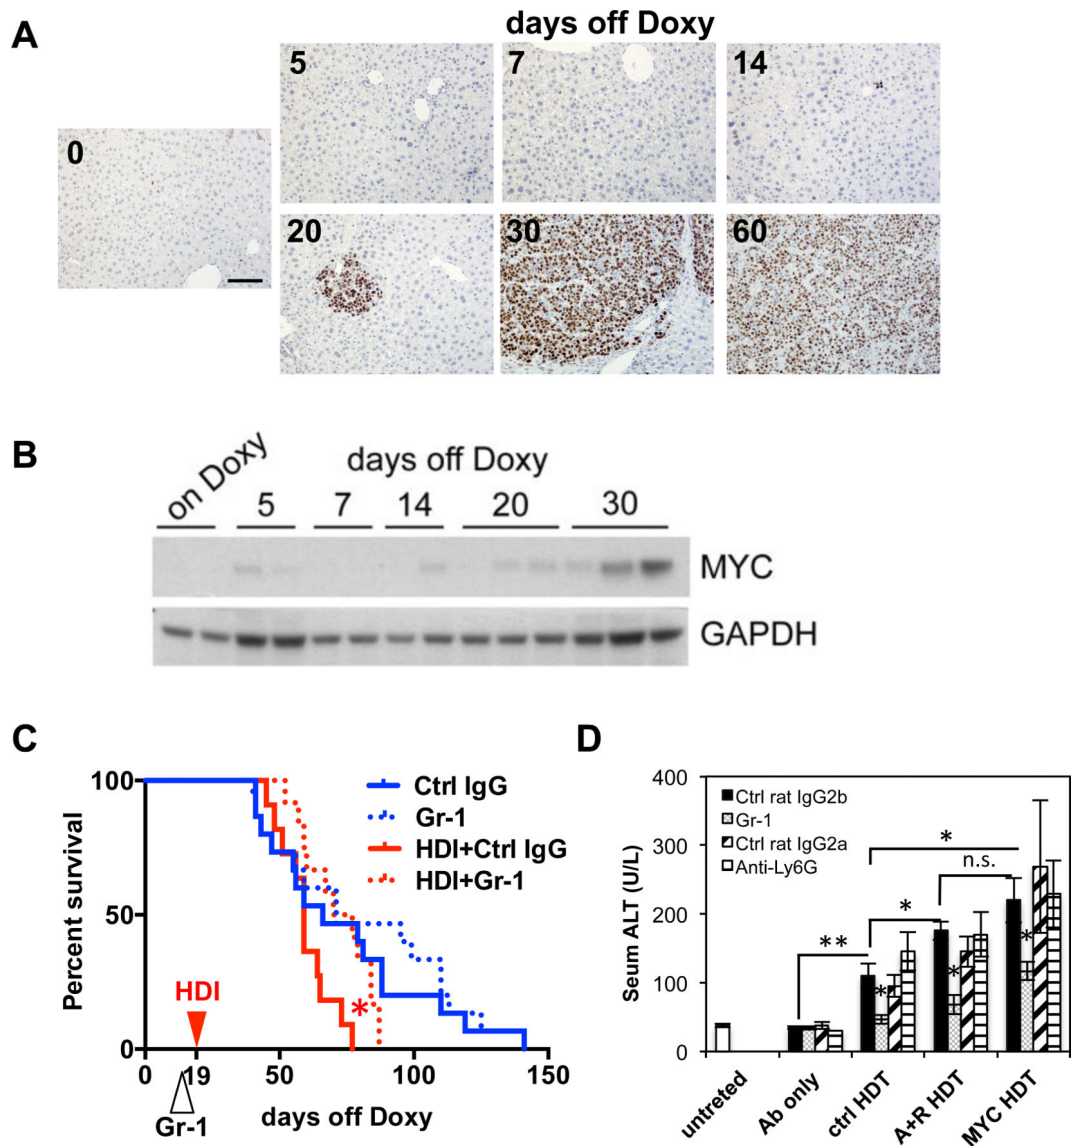 A
days off Doxy
0
5
7
14
20
30
60
B
on Doxy
days off Doxy
5 7 14 20 30
MYC
GAPDH
C
Percent survival
100
50
0
Ctrl IgG
Gr-1
HDI+Ctrl IgG
HDI+Gr-1
*
HDI
0 19 50 100 150
Gr-1
days off Doxy
D
Seum ALT (U/L)
400
300
200
100
0
Ctrl rat IgG2b
Gr-1
Ctrl rat IgG2a
Anti-Ly6G
*
n.s.
*
**
*
*
*
untreted
Ab only
ctrl HDT
A+R HDT
MYC HDT